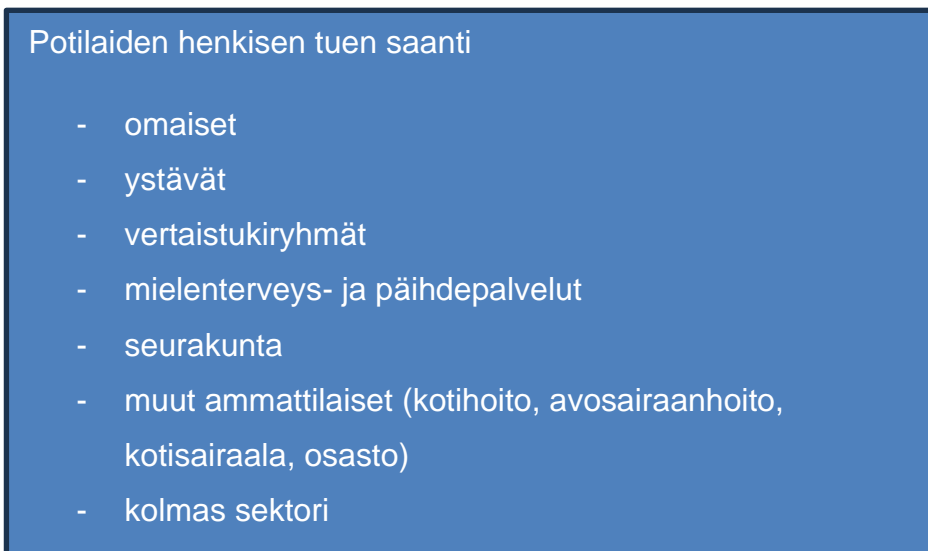 Potilaiden henkisen tuen saanti
- omaiset
- ystävät
- vertaistukiryhmät
- mielenterveys- ja päihdepalvelut
- seurakunta
- muut ammattilaiset (kotihoito, avosairaanhoito,
kotisairaala, osasto)
- kolmas sektori